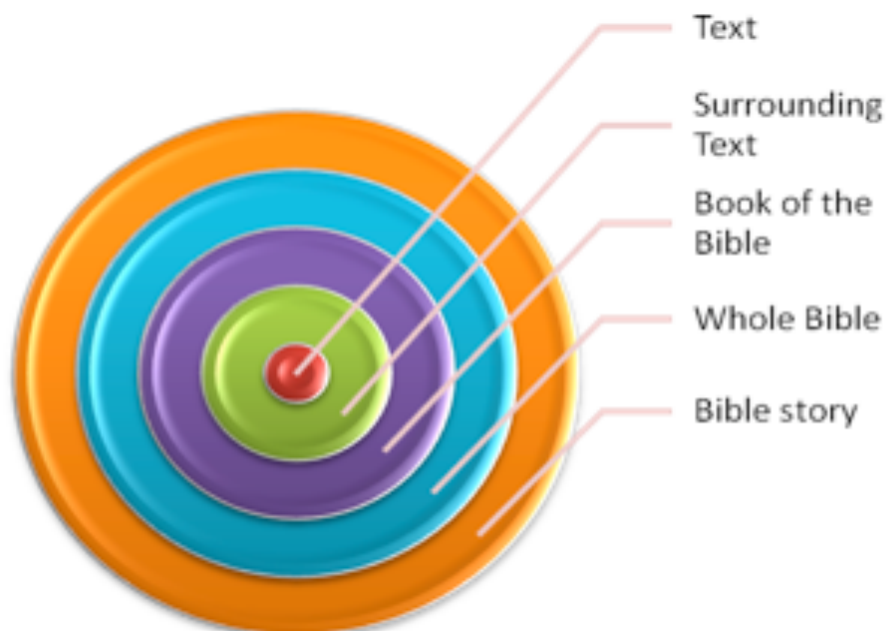 Text
Surrounding
Text
Book of the
Bible
Whole Bible
Bible story